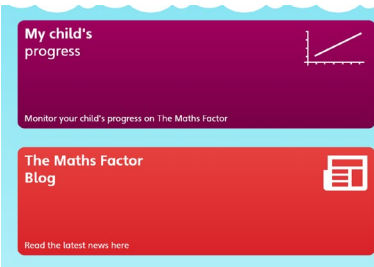 My child's
progress
Monitor your child's progress on The Maths Factor
The Maths Factor
Blog
Read the latest news here